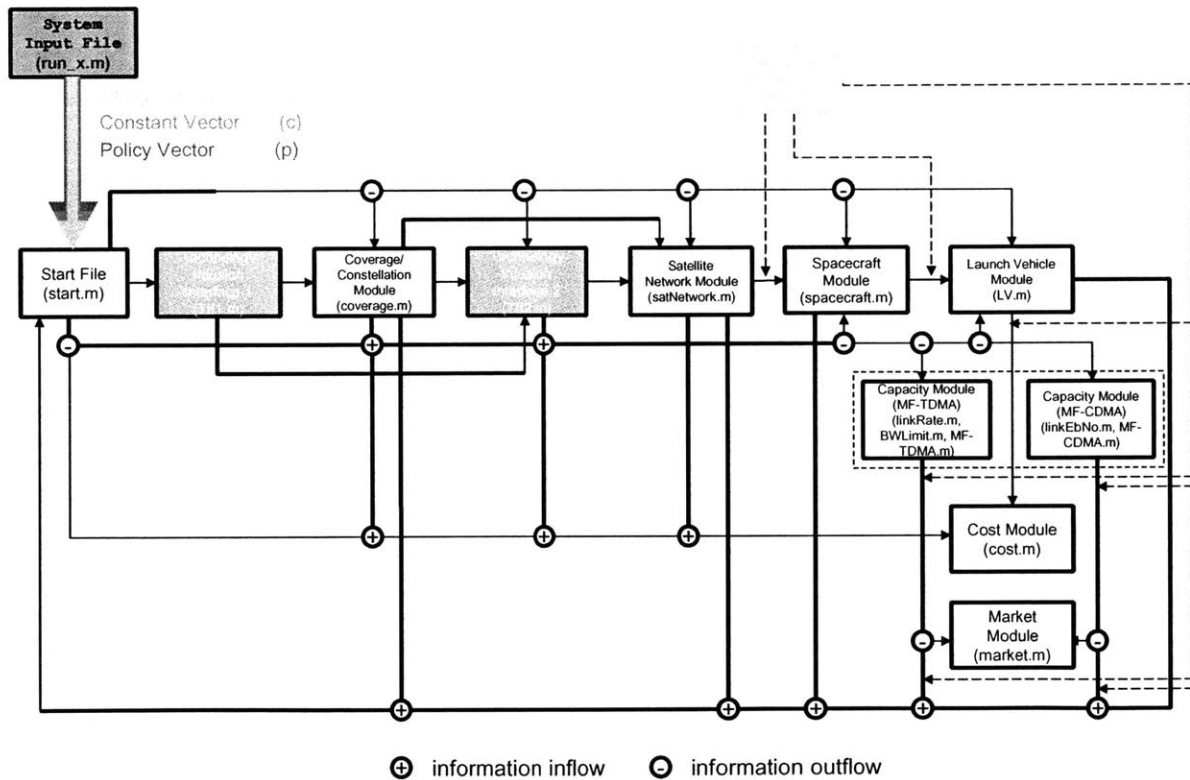 System
Input File
(run_x.m)
Constant Vector (c)
Policy Vector (p)
Start File
(start.m)
Coverage/
Constellation
Module
(coverage.m)
Satellite
Network Module
(satNetwork.m)
Spacecraft
Module
(spacecraft.m)
Launch Vehicle
Module
(LV.m)
Capacity Module
(MF-TDMA)
(linkRate.m,
BWLimit.m, MF-
TDMA.m)
Capacity Module
(MF-CDMA)
(linkEbNo.m, MF-
CDMA.m)
Cost Module
(cost.m)
Market
Module
(market.m)
information inflow
information outflow